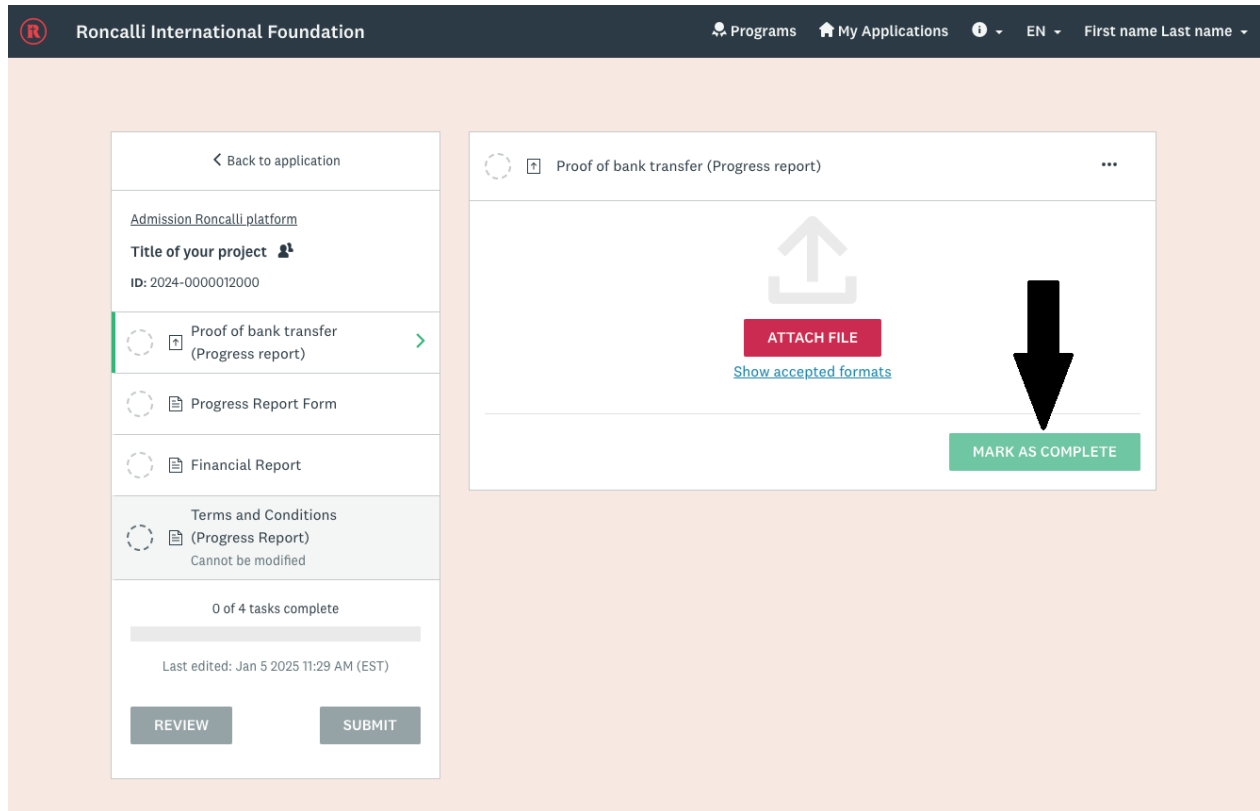 R
Roncalli International Foundation
Programs
My Applications
EN
First name Last name
Back to application
Admission Roncalli platform
Title of your project
ID: 2024-0000012000
Proof of bank transfer
(Progress report)
Progress Report Form
Financial Report
Terms and Conditions
(Progress Report)
Cannot be modified
0 of 4 tasks complete
Last edited: Jan 5 2025 11:29 AM (EST)
REVIEW
SUBMIT
Proof of bank transfer (Progress report)
ATTACH FILE
Show accepted formats
MARK AS COMPLETE